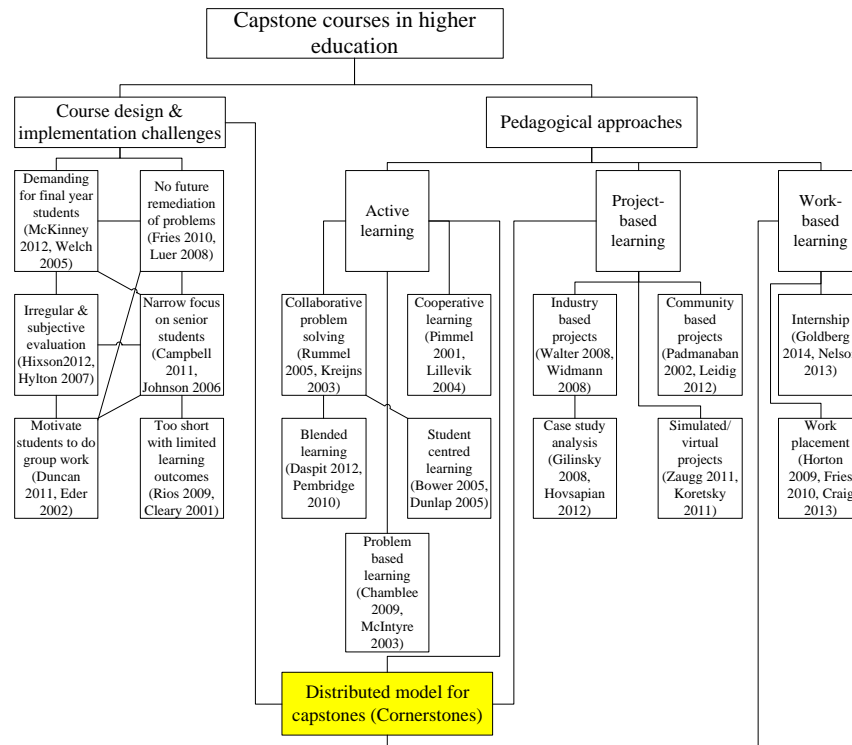 Capstone courses in higher
education
Course design &
implementation challenges
Pedagogical approaches
Demanding
for final year
students
(McKinney
2012, Welch
2005)
No future
remediation
of problems
(Fries 2010,
Luer 2008)
Active
learning
Project-
based
learning
Work-
based
learning
Irregular &
subjective
evaluation
(Hixson2012,
Hylton 2007)
Narrow focus
on senior
students
(Campbell
2011,
Johnson 2006
Collaborative
problem
solving
(Rummel
2005, Kreijns
2003)
Cooperative
learning
(Pimmel
2001,
Lillevik
2004)
Industry
based
projects
(Walter 2008,
Widmann
2008)
Community
based
projects
(Padmanaban
2002, Leidig
2012)
Internship
(Goldberg
2014, Nelson
2013)
Motivate
students to do
group work
(Duncan
2011, Eder
2002)
Too short
with limited
learning
outcomes
(Rios 2009,
Cleary 2001)
Blended
learning
(Daspit 2012,
Pembridge
2010)
Student
centred
learning
(Bower 2005,
Dunlap 2005)
Case study
analysis
(Gilinsky
2008,
Hovsapian
2012)
Simulated/
virtual
projects
(Zaugg 2011,
Koretsky
2011)
Work
placement
(Horton
2009, Fries
2010, Craig
2013)
Problem
based
learning
(Chamblee
2009,
McIntyre
2003)
Distributed model for
capstones (Cornerstones)